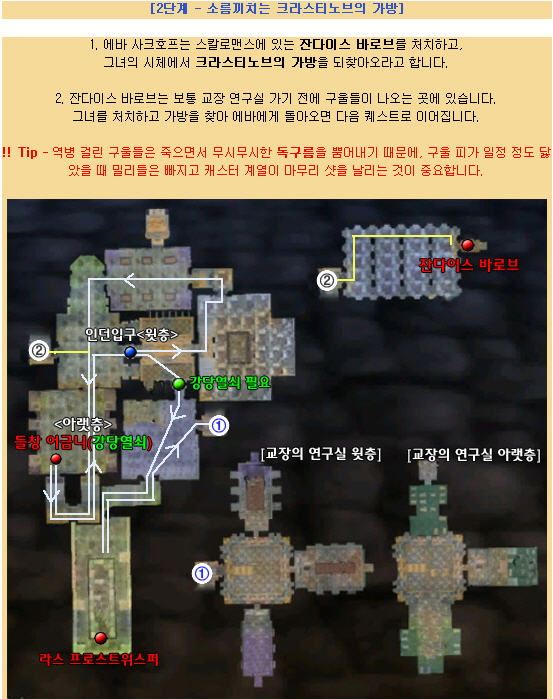 [2단계 - 소름끼치는 크라스티노브의 가방]
1. 에바 사크호프는 스칼로맨스에 있는 잔다이스 바로브를 처치하고,
그녀의 시체에서 크라스티노브의 가방을 되찾아오라고 합니다.
2. 잔다이스 바로브는 보통 교장 연구실 가기 전에 구울들이 나오는 곳에 있습니다.
그녀를 처치하고 가방을 찾아 에바에게 돌아오면 다음 퀘스트로 이어집니다.
!! Tip - 역병 걸린 구울들은 죽으면서 무시무시한 독구름를 뿜어내기 때문에, 구울 피가 일정 정도 닳
았을 때 밀리들은 빠지고 캐스터 계열이 마무리 샷을 날리는 것이 중요합니다.
잔다이스 바로브
②
인던입구<윗층>
②
강당열쇠 필요
<아랫층>
들창 어금니(강당열쇠)
①
[교장의 연구실 윗층]
[교장의 연구실 아랫층]
①
라스 프로스트위스퍼